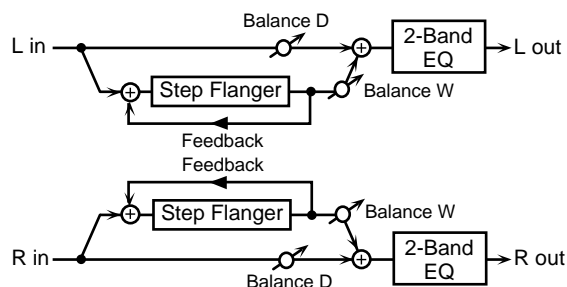 Balance D
L in
2-Band
EQ
L out
Step Flanger
Balance W
Feedback
Feedback
Step Flanger
Balance W
R in
2-Band
EQ
R out
Balance D